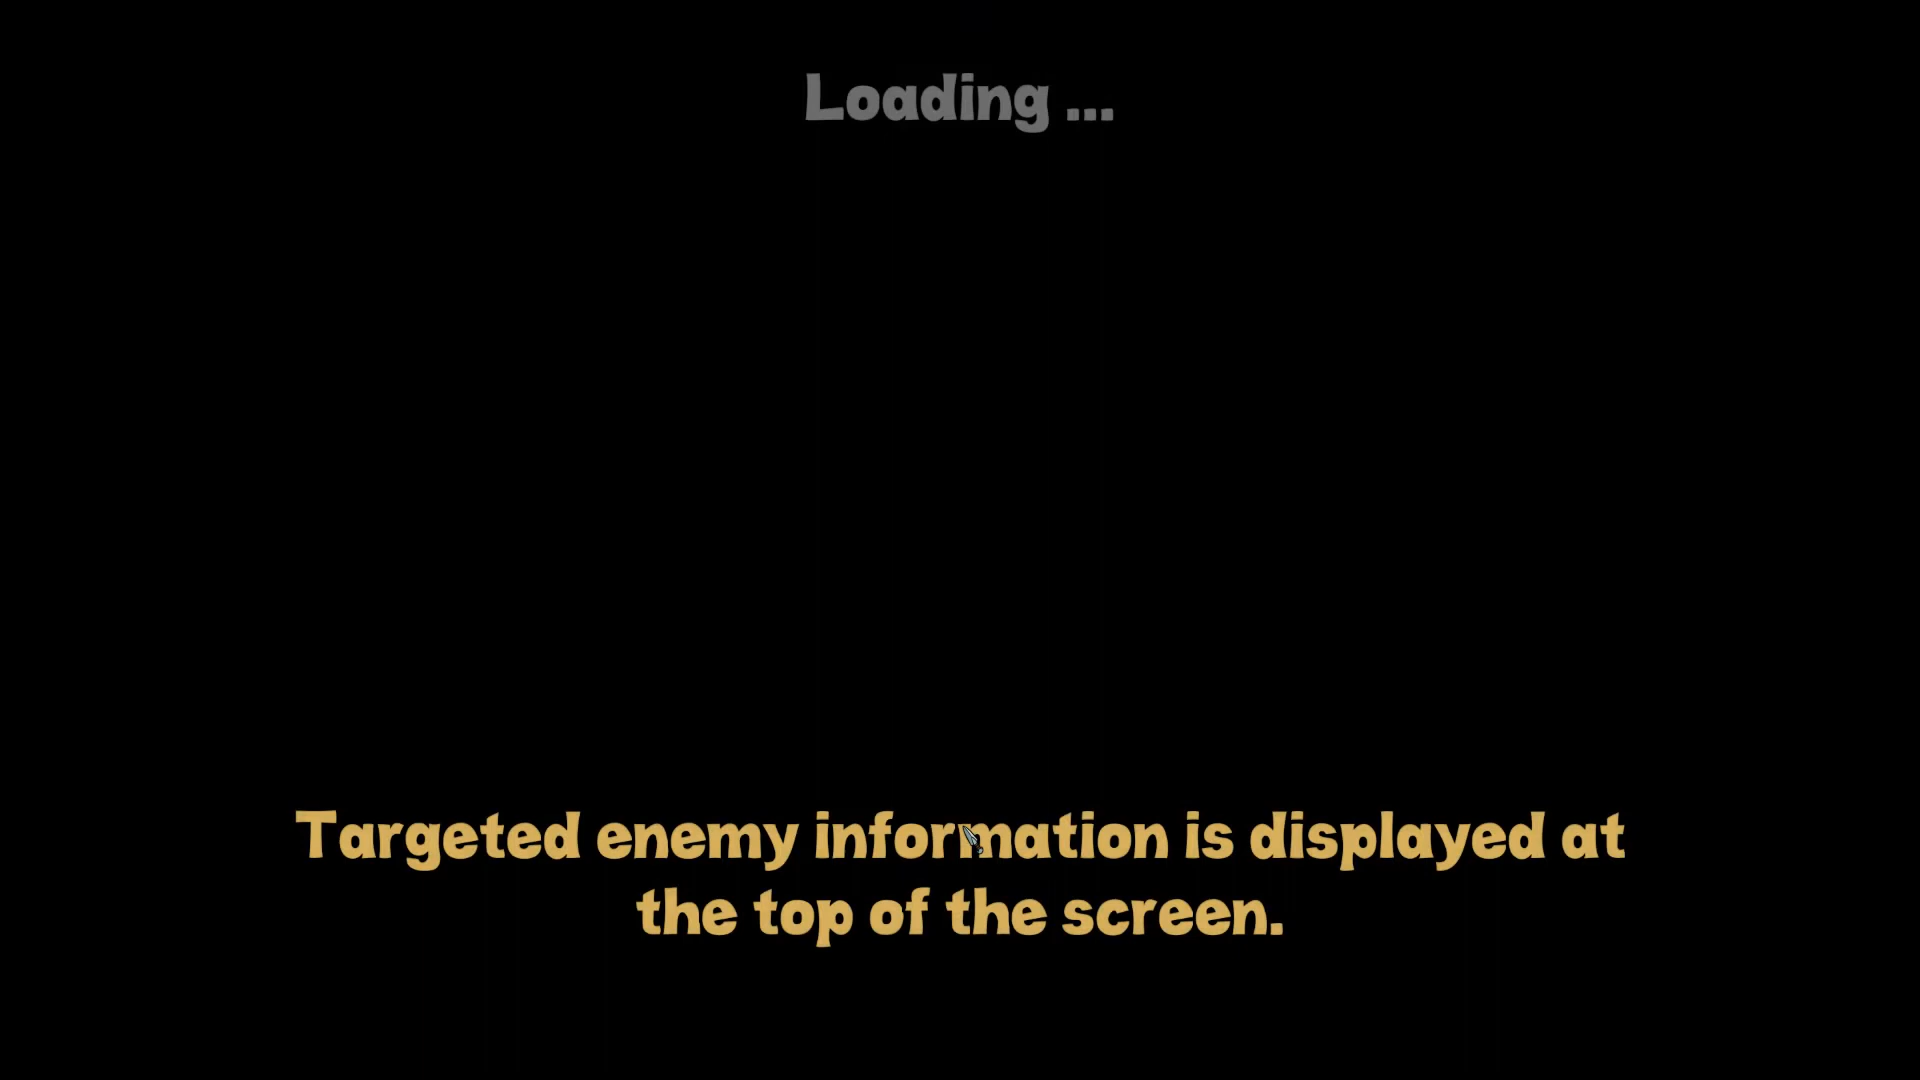 Loading ...
Targeted enemy information is displayed at
the top of the screen.